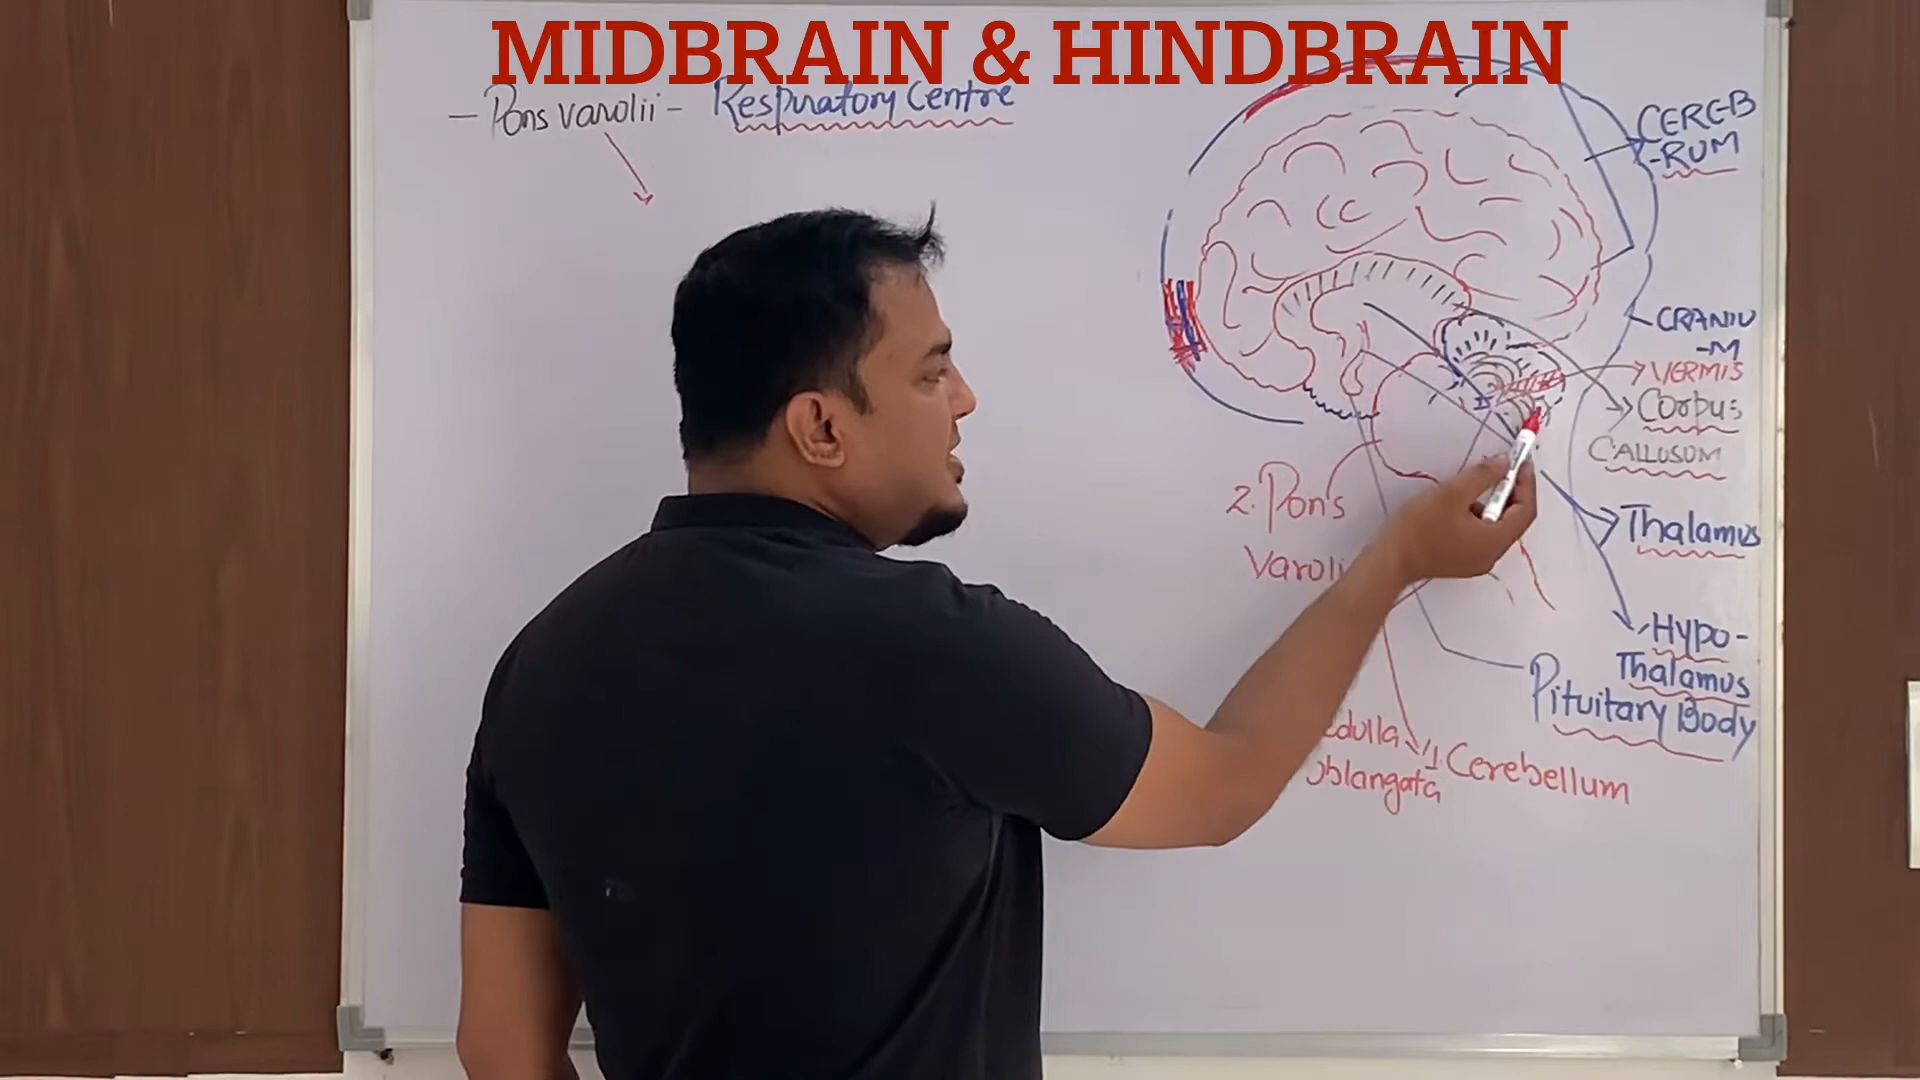 MIDBRAIN & HINDBRAIN
- Pons varolii - Respiratory Centre
CEREB
-RUM
CRANIU
-M
VERMIS
Corpus
CALLOSUM
2. Pons
Varoli
Thalamus
Hypo-
Thalamus
Pituitary Body
edulla
oblangata
1. Cerebellum